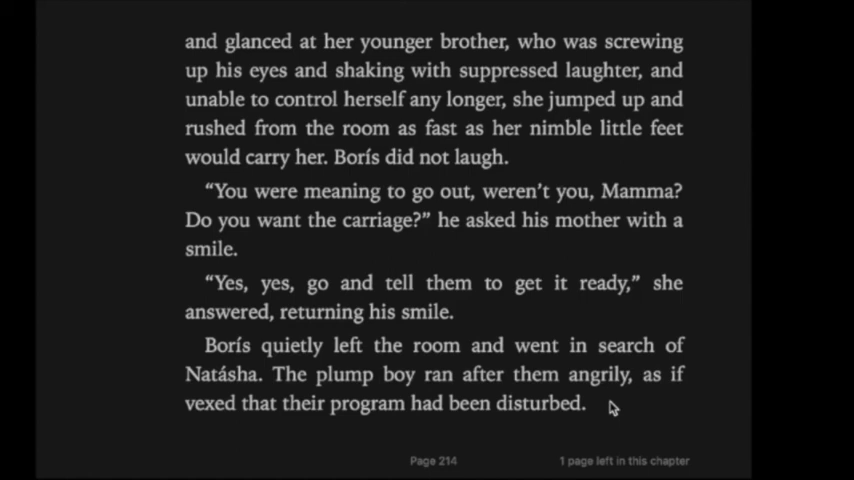 and glanced at her younger brother, who was screwing
up his eyes and shaking with suppressed laughter, and
unable to control herself any longer, she jumped up and
rushed from the room as fast as her nimble little feet
would carry her. Borís did not laugh.
“You were meaning to go out, weren’t you, Mamma?
Do you want the carriage?” he asked his mother with a
smile.
“Yes, yes, go and tell them to get it ready,” she
answered, returning his smile.
Borís quietly left the room and went in search of
Natásha. The plump boy ran after them angrily, as if
vexed that their program had been disturbed.
Page 214
1 page left in this chapter